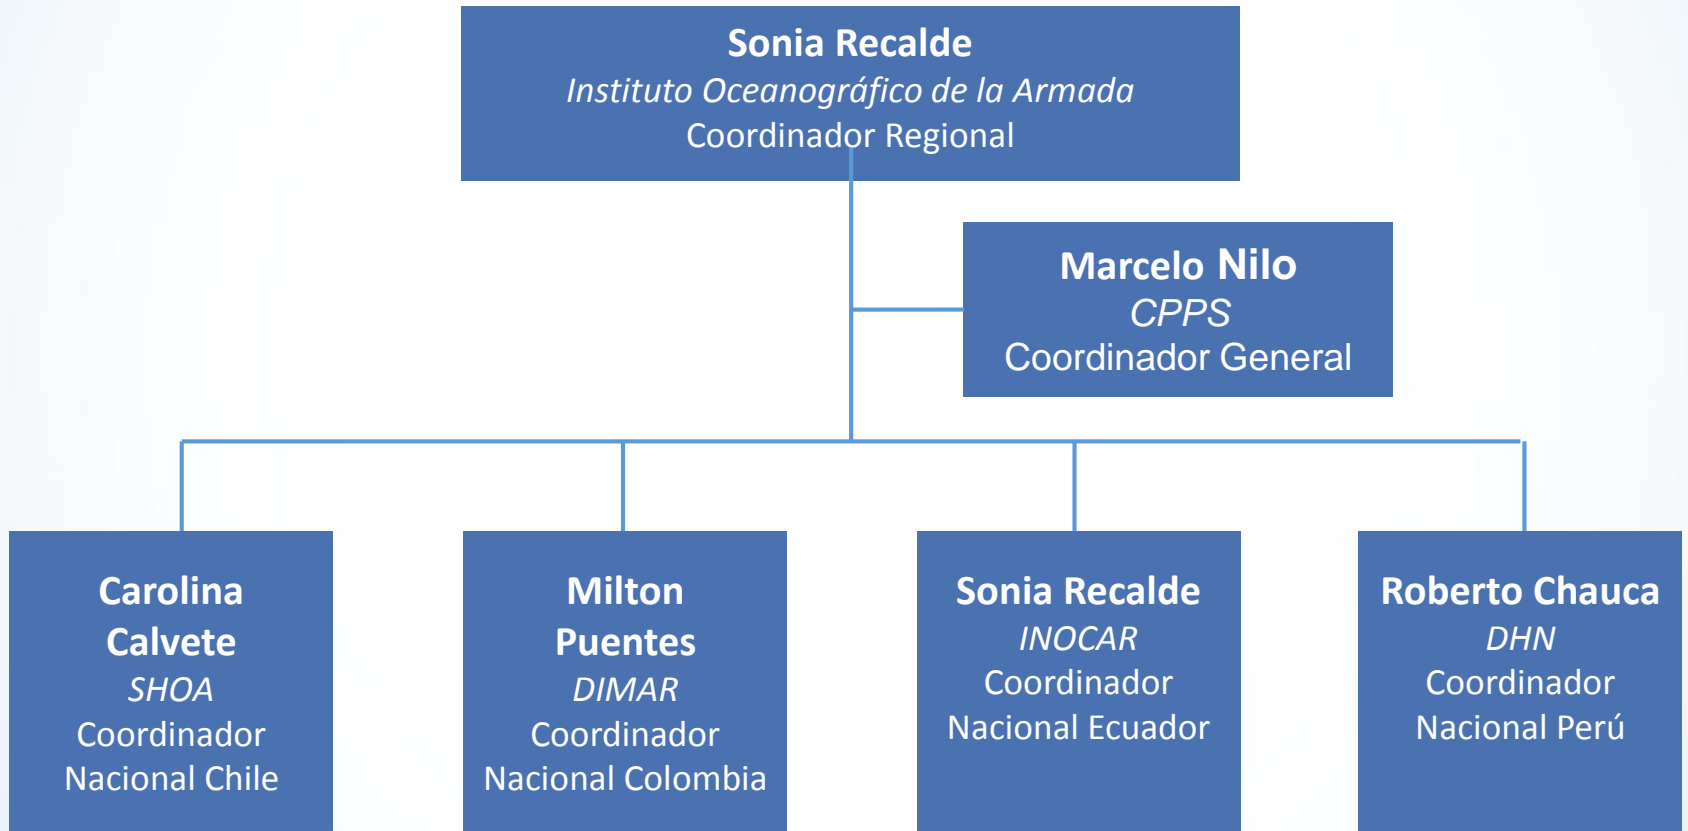 Sonia Recalde
Instituto Oceanográfico de la Armada
Coordinador Regional
Marcelo Nilo
CPPS
Coordinador General
Carolina
Calvete
SHOA
Coordinador
Nacional Chile
Milton
Puentes
DIMAR
Coordinador
Nacional Colombia
Sonia Recalde
INOCAR
Coordinador
Nacional Ecuador
Roberto Chauca
DHN
Coordinador
Nacional Perú